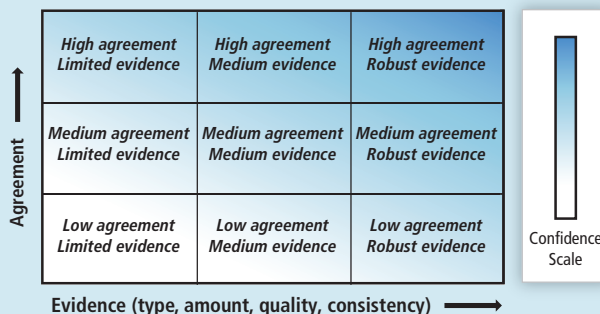 High agreement
Limited evidence
High agreement
Medium evidence
High agreement
Robust evidence
Agreement
Medium agreement
Limited evidence
Medium agreement
Medium evidence
Medium agreement
Robust evidence
Low agreement
Limited evidence
Low agreement
Medium evidence
Low agreement
Robust evidence
Evidence (type, amount, quality, consistency)
Confidence
Scale